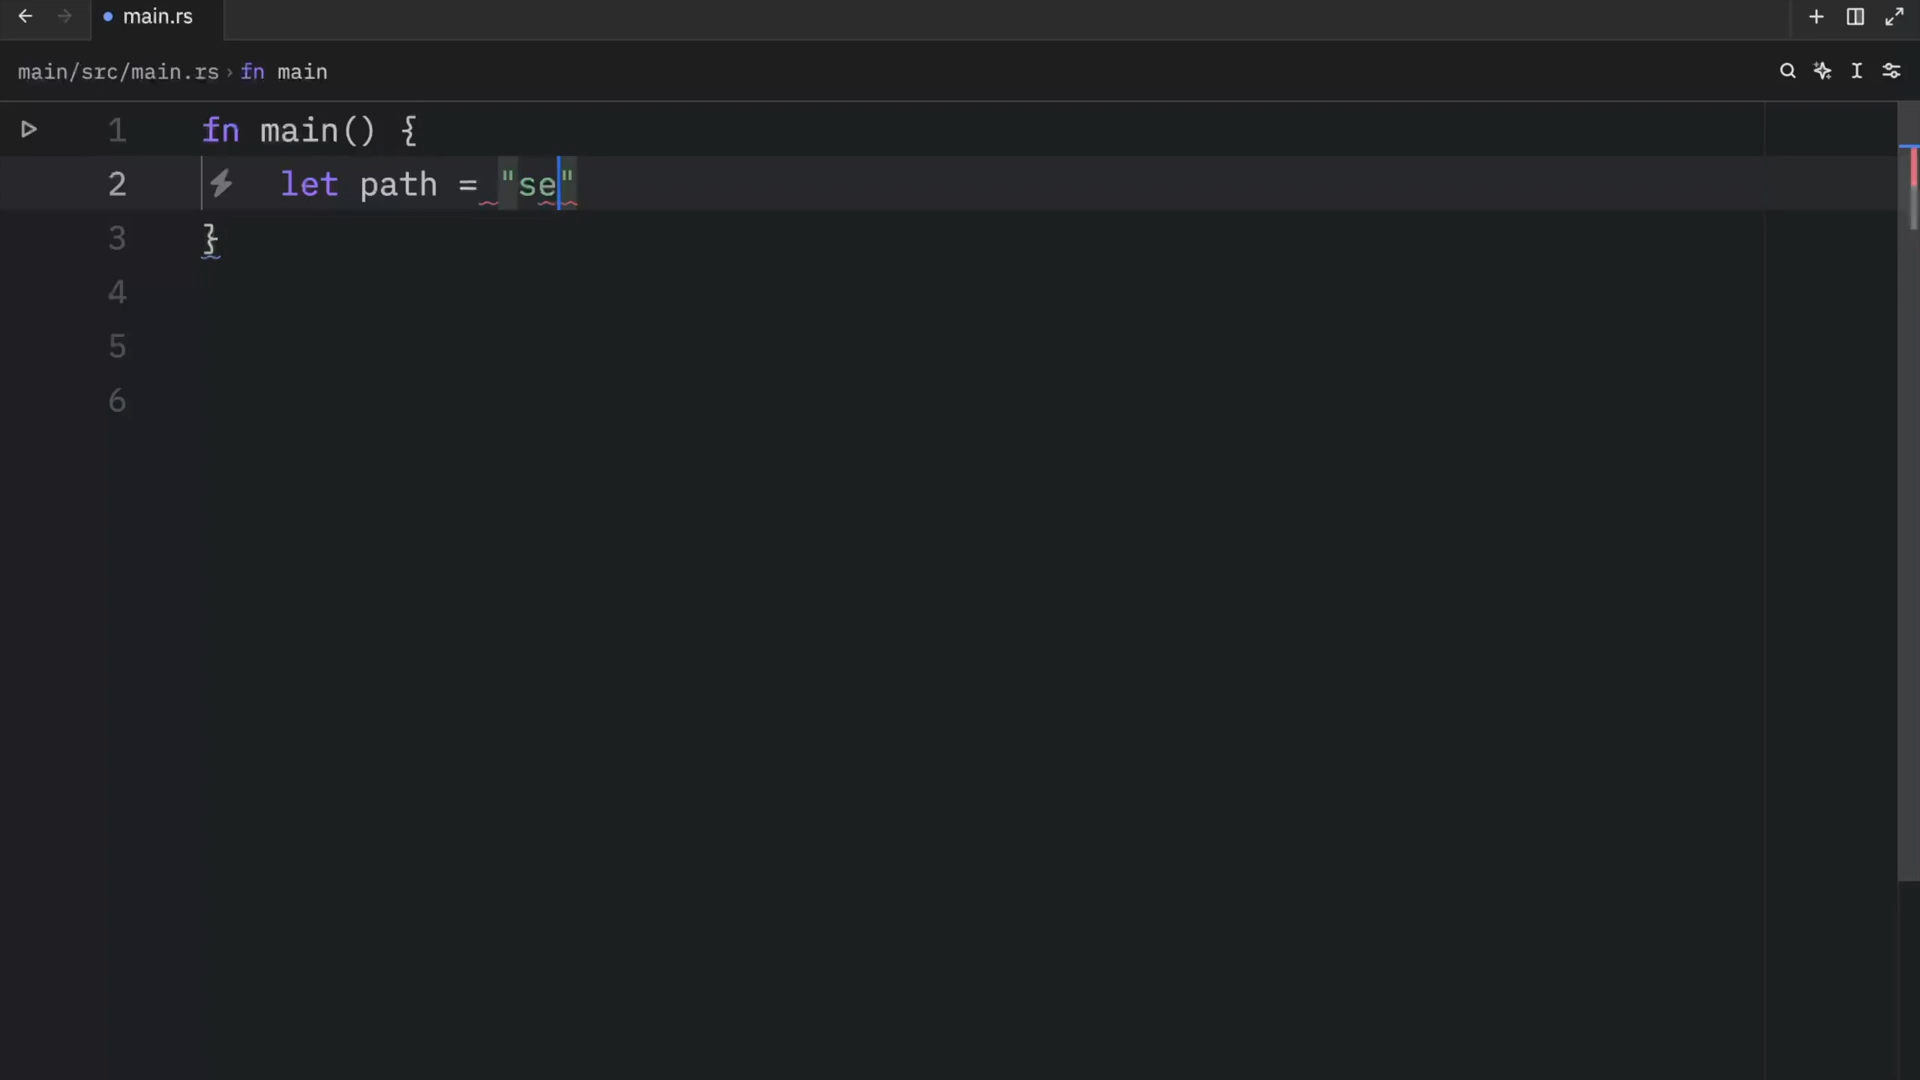 main.rs
main/src/main.rs › fn main
1 fn main() {
2 let path = "se"
3 }
4
5
6